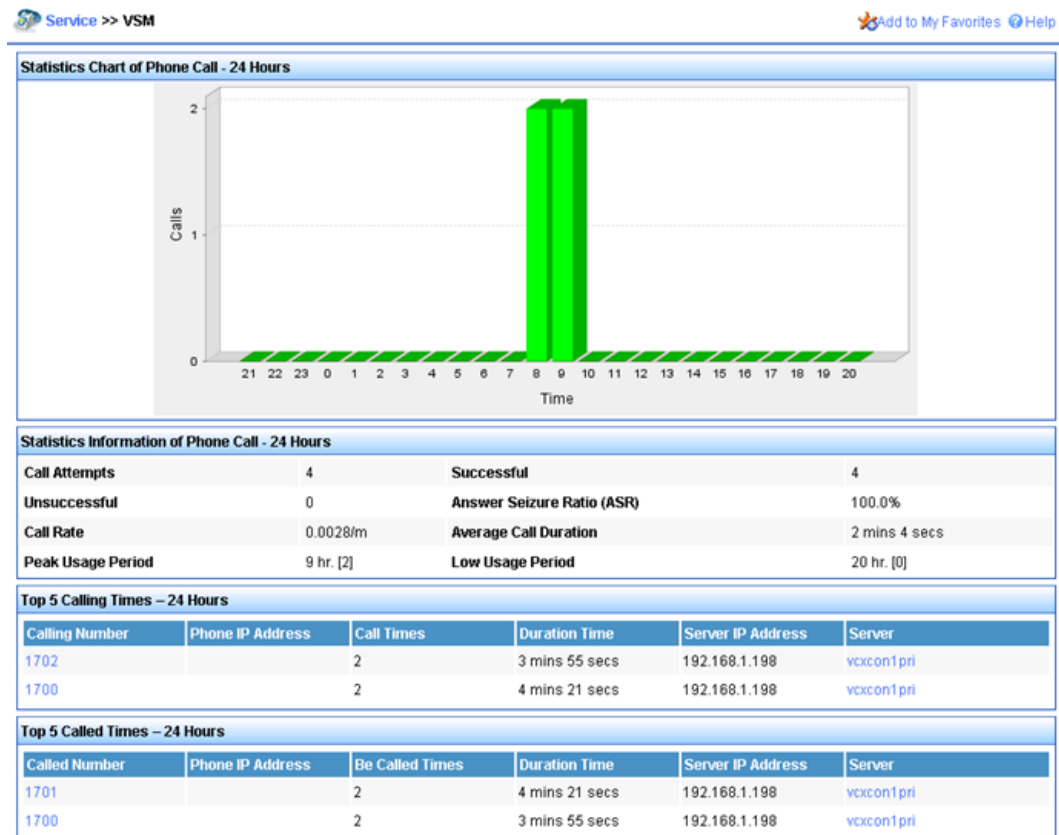 Service >> VSM
Add to My Favorites Help
Statistics Chart of Phone Call - 24 Hours
2
Calls
1
0
21 22 23 0 1 2 3 4 5 6 7 8 9 10 11 12 13 14 15 16 17 18 19 20
Time
Statistics Information of Phone Call - 24 Hours
Call Attempts 4 Successful 4
Unsuccessful 0 Answer Seizure Ratio (ASR) 100.0%
Call Rate 0.0028/m Average Call Duration 2 mins 4 secs
Peak Usage Period 9 hr. [2] Low Usage Period 20 hr. [0]
Top 5 Calling Times – 24 Hours
Calling Number Phone IP Address Call Times Duration Time Server IP Address Server
1702 2 3 mins 55 secs 192.168.1.198 vcxcon1pri
1700 2 4 mins 21 secs 192.168.1.198 vcxcon1pri
Top 5 Called Times – 24 Hours
Called Number Phone IP Address Be Called Times Duration Time Server IP Address Server
1701 2 4 mins 21 secs 192.168.1.198 vcxcon1pri
1700 2 3 mins 55 secs 192.168.1.198 vcxcon1pri